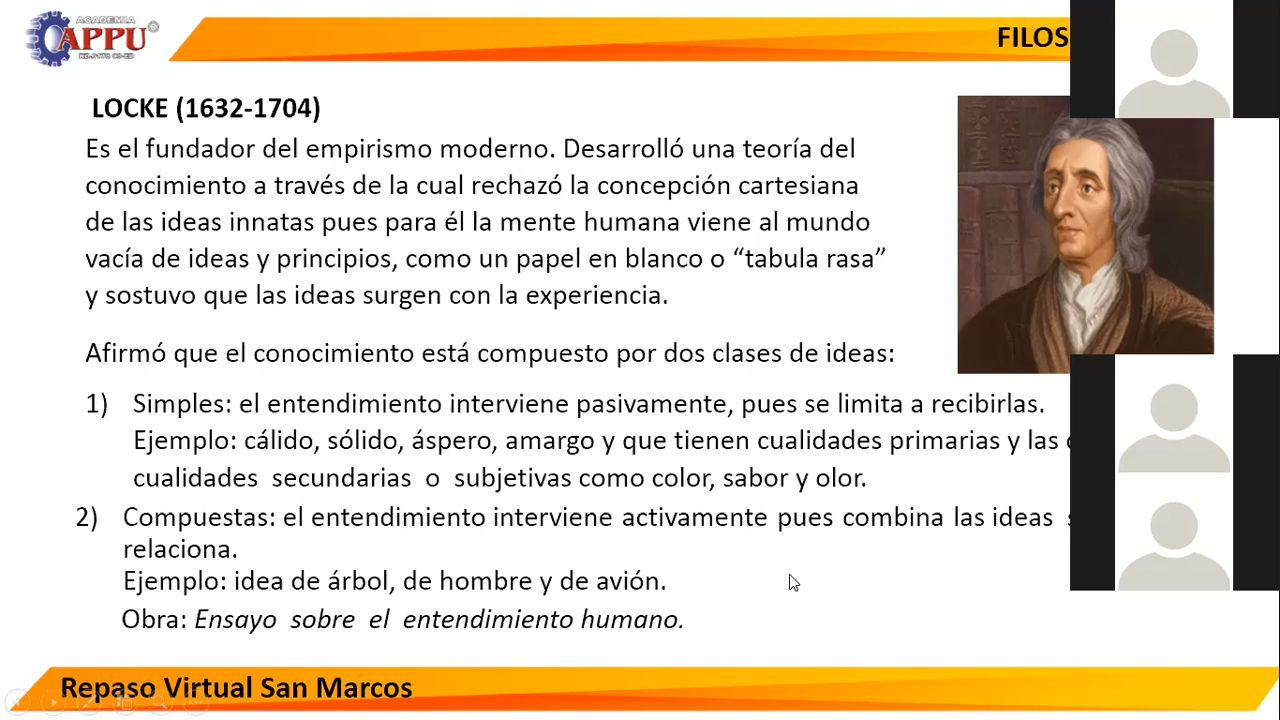 ACADEMIA
APPU
FILOS
LOCKE (1632-1704)
Es el fundador del empirismo moderno. Desarrolló una teoría del
conocimiento a través de la cual rechazó la concepción cartesiana
de las ideas innatas pues para él la mente humana viene al mundo
vacía de ideas y principios, como un papel en blanco o “tabula rasa”
y sostuvo que las ideas surgen con la experiencia.
Afirmó que el conocimiento está compuesto por dos clases de ideas:
1) Simples: el entendimiento interviene pasivamente, pues se limita a recibirlas.
Ejemplo: cálido, sólido, áspero, amargo y que tienen cualidades primarias y las
cualidades secundarias o subjetivas como color, sabor y olor.
2) Compuestas: el entendimiento interviene activamente pues combina las ideas
relaciona.
Ejemplo: idea de árbol, de hombre y de avión.
Obra: Ensayo sobre el entendimiento humano.
Repaso Virtual San Marcos